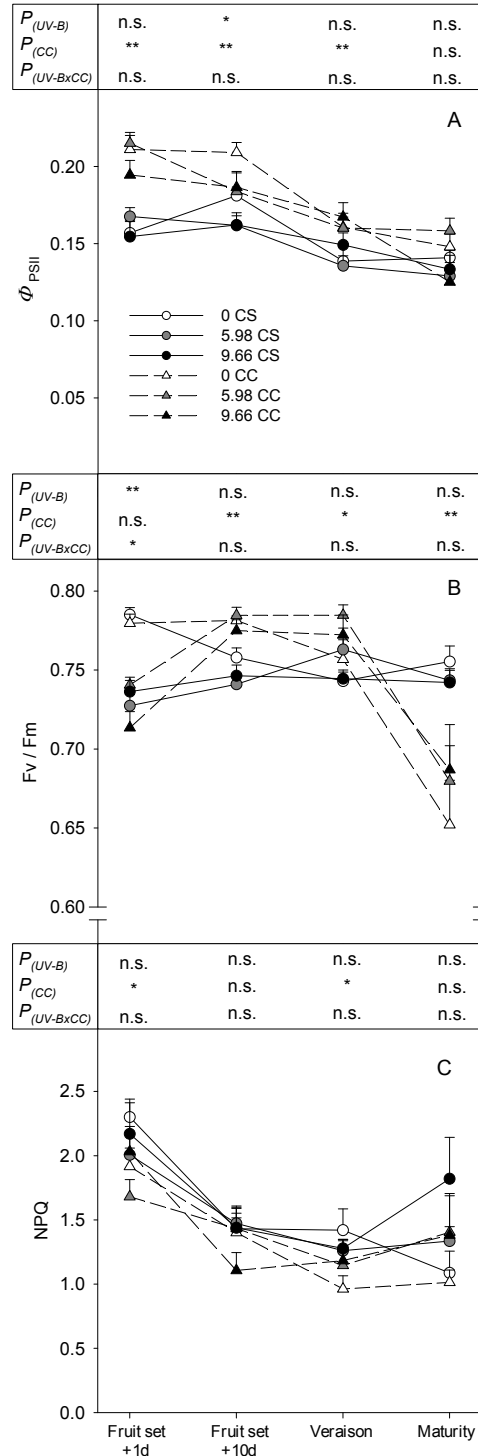 P(UV-B) n.s. * n.s. n.s.
P(CC) ** ** ** n.s.
P(UV-BxCC) n.s. n.s. n.s. n.s.
A
0.20
0.15
0.10
0.05
Φ PSII
0 CS
5.98 CS
9.66 CS
0 CC
5.98 CC
9.66 CC
P(UV-B) ** n.s. n.s. n.s.
P(CC) n.s. ** * **
P(UV-BxCC) * n.s. n.s. n.s.
B
0.80
0.75
0.70
0.65
0.60
Fv / Fm
P(UV-B) n.s. n.s. n.s. n.s.
P(CC) * n.s. * n.s.
P(UV-BxCC) n.s. n.s. n.s. n.s.
C
2.5
2.0
1.5
1.0
0.5
0.0
NPQ
Fruit set Fruit set Veraison Maturity
+1d +10d